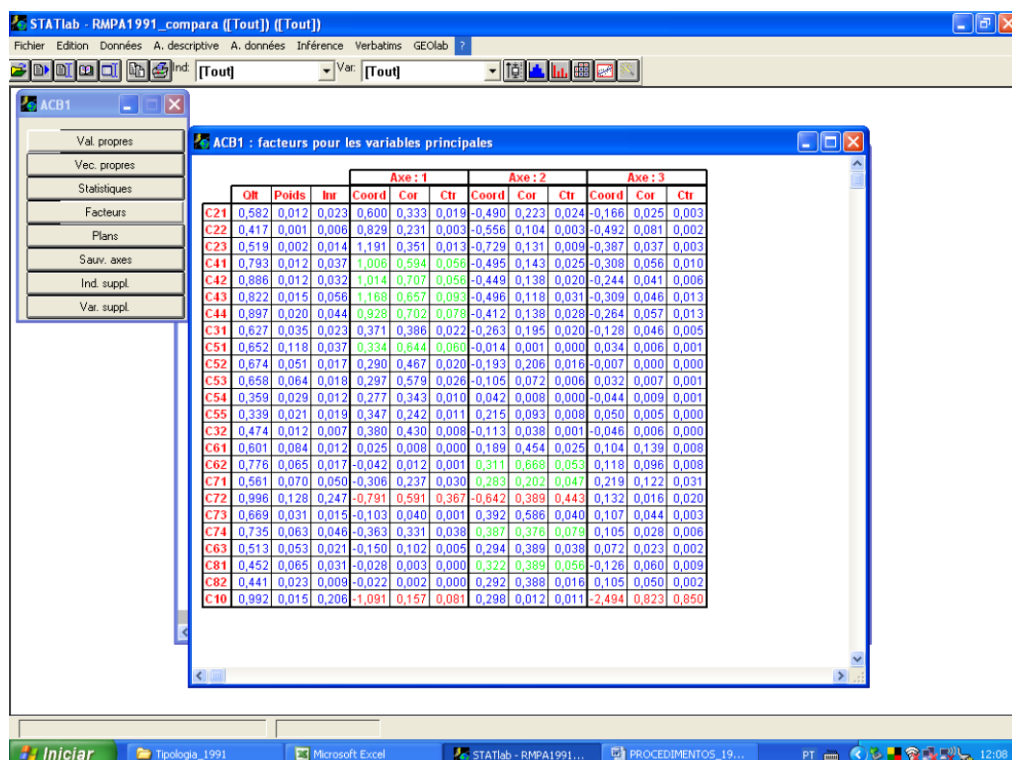 STATlab - RMPA1991_compara ([Tout]) ([Tout])
Fichier Edition Données A. descriptive A. données Inférence Verbatims GEOlab ?
Ind: [Tout] Var: [Tout]
ACB1
Val. propres
Vec. propres
Statistiques
Facteurs
Plans
Sauv. axes
Ind. suppl.
Var. suppl.
ACB1 : facteurs pour les variables principales
Axe : 1 Axe : 2 Axe : 3
Qlt Poids Inr Coord Cor Ctr Coord Cor Ctr Coord Cor Ctr
C21 0,582 0,012 0,023 0,600 0,333 0,019 -0,490 0,223 0,024 -0,166 0,025 0,003
C22 0,417 0,001 0,006 0,829 0,231 0,003 -0,556 0,104 0,003 -0,492 0,081 0,002
C23 0,519 0,002 0,014 1,191 0,351 0,013 -0,729 0,131 0,009 -0,387 0,037 0,003
C41 0,793 0,012 0,037 1,006 0,594 0,056 -0,495 0,143 0,025 -0,308 0,056 0,010
C42 0,886 0,012 0,032 1,014 0,707 0,056 -0,449 0,138 0,020 -0,244 0,041 0,006
C43 0,822 0,015 0,056 1,168 0,657 0,093 -0,496 0,118 0,031 -0,309 0,046 0,013
C44 0,897 0,020 0,044 0,928 0,702 0,078 -0,412 0,138 0,028 -0,264 0,057 0,013
C31 0,627 0,035 0,023 0,371 0,386 0,022 -0,263 0,195 0,020 -0,128 0,046 0,005
C51 0,652 0,118 0,037 0,334 0,644 0,060 -0,014 0,001 0,000 0,034 0,006 0,001
C52 0,674 0,051 0,017 0,290 0,467 0,020 -0,193 0,206 0,016 -0,007 0,000 0,000
C53 0,658 0,064 0,018 0,297 0,579 0,026 -0,105 0,072 0,006 0,032 0,007 0,001
C54 0,359 0,029 0,012 0,277 0,343 0,010 0,042 0,008 0,000 -0,044 0,009 0,001
C55 0,339 0,021 0,019 0,347 0,242 0,011 0,215 0,093 0,008 0,050 0,005 0,000
C32 0,474 0,012 0,007 0,380 0,430 0,008 -0,113 0,038 0,001 -0,046 0,006 0,000
C61 0,601 0,084 0,012 0,025 0,008 0,000 0,189 0,454 0,025 0,104 0,139 0,008
C62 0,776 0,065 0,017 -0,042 0,012 0,001 0,311 0,668 0,053 0,118 0,096 0,008
C71 0,561 0,070 0,050 -0,306 0,237 0,030 0,283 0,202 0,047 0,219 0,122 0,031
C72 0,996 0,128 0,247 -0,791 0,591 0,367 -0,642 0,389 0,443 0,132 0,016 0,020
C73 0,669 0,031 0,015 -0,103 0,040 0,001 0,392 0,586 0,040 0,107 0,044 0,003
C74 0,735 0,063 0,046 -0,363 0,331 0,038 0,387 0,376 0,079 0,105 0,028 0,006
C63 0,513 0,053 0,021 -0,150 0,102 0,005 0,294 0,389 0,038 0,072 0,023 0,002
C81 0,452 0,065 0,031 -0,028 0,003 0,000 0,322 0,389 0,056 -0,126 0,060 0,009
C82 0,441 0,023 0,009 -0,022 0,002 0,000 0,292 0,388 0,016 0,105 0,050 0,002
C10 0,992 0,015 0,206 -1,091 0,157 0,081 0,298 0,012 0,011 -2,494 0,823 0,850
Iniciar Tipologia_1991 Microsoft Excel STATlab - RMPA1991... PROCEDIMENTOS_19... PT 12:08